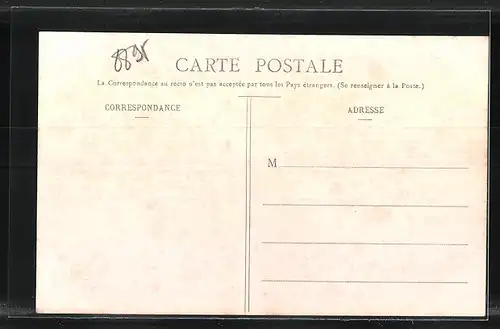 CARTE POSTALE
La Correspondance au recto n'est pas acceptée par tous les Pays étrangers. (Se renseigner à la Poste.)
CORRESPONDANCE
ADRESSE
M